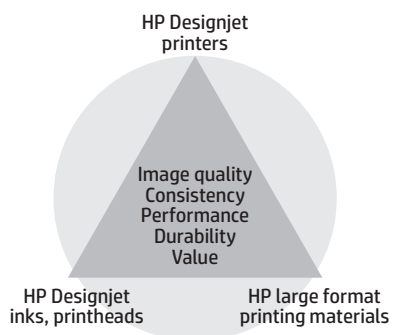 HP Designjet
printers
Image quality
Consistency
Performance
Durability
Value
HP Designjet
inks, printheads
HP large format
printing materials